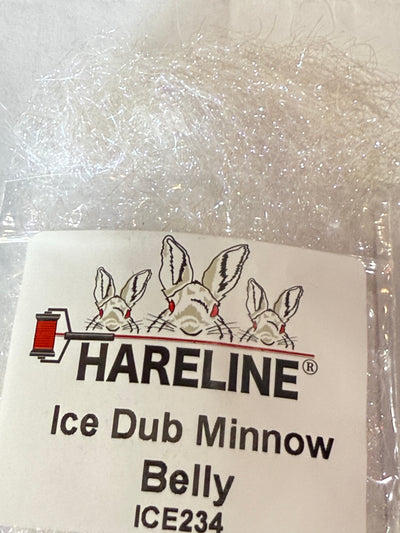 HARELINE®
Ice Dub Minnow
Belly
ICE234